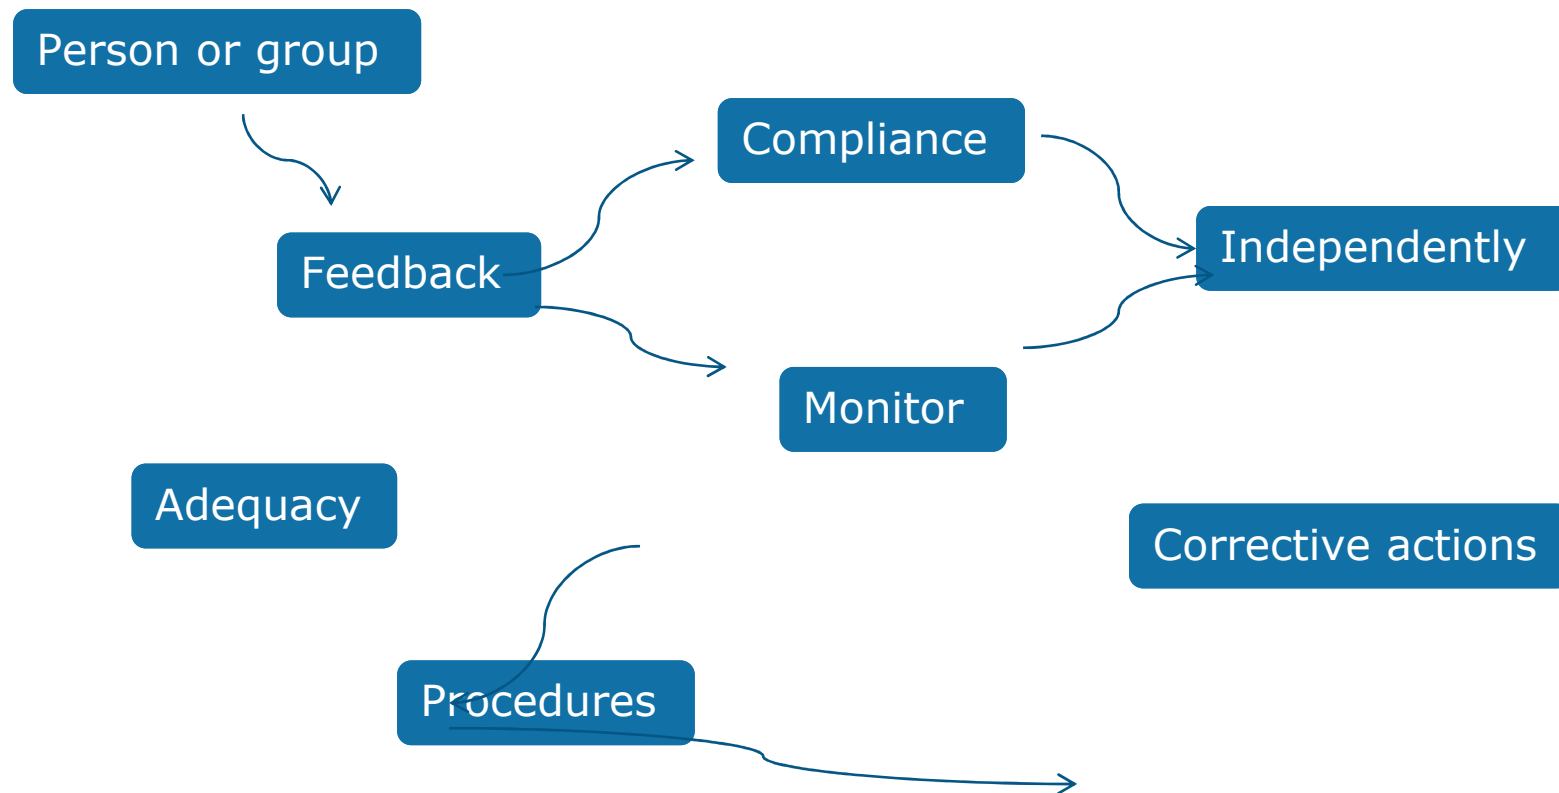 Person or group
Compliance
Independently
Feedback
Monitor
Adequacy
Corrective actions
Procedures